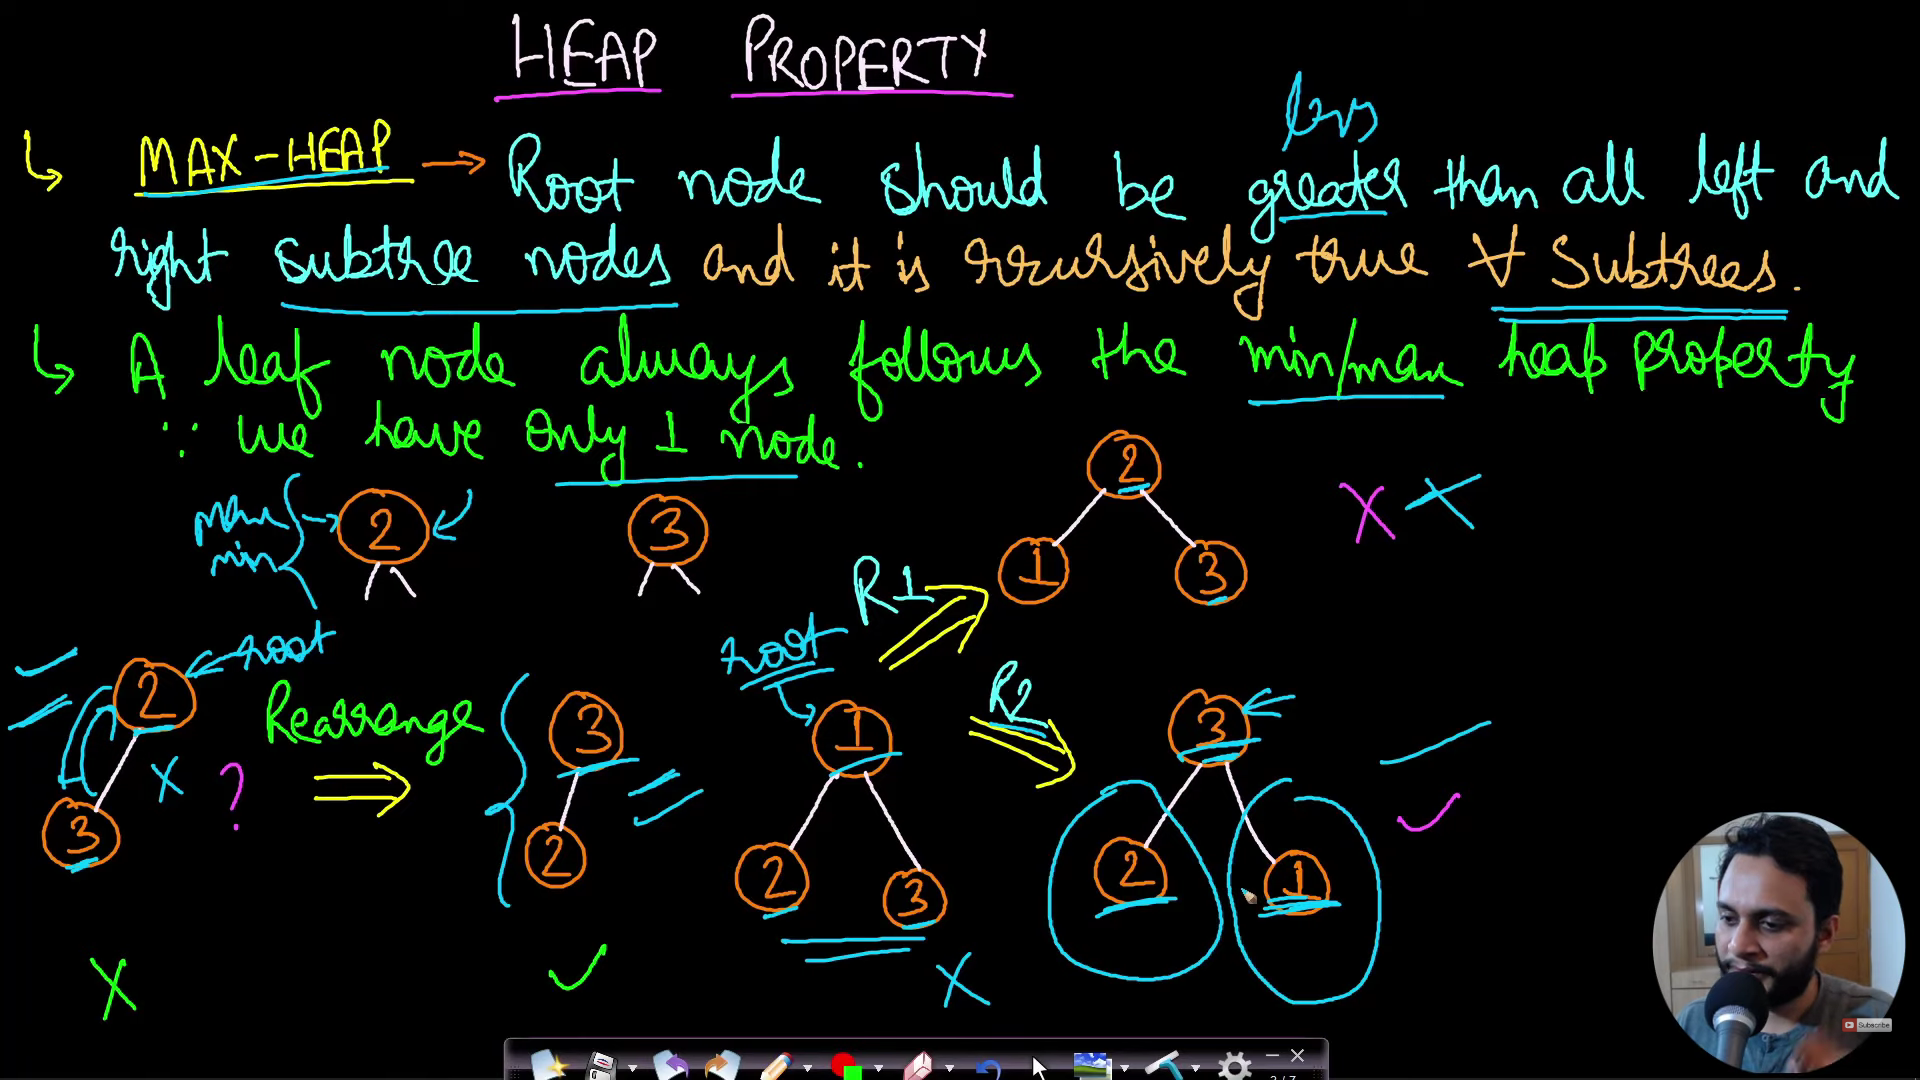 HEAP PROPERTY
less
↳ MAX-HEAP → Root node should be greater than all left and
right subtree nodes and it is recursively true ∀ Subtrees.
↳ A leaf node always follows the min/max heap property
∵ we have only 1 node.
max
min
2
3
2
1
3
X X
R1
root
2
3
X ?
Rearrange
3
2
root
1
2
3
R2
3
2
1
X
✓
X
✓
Subscribe
2/7